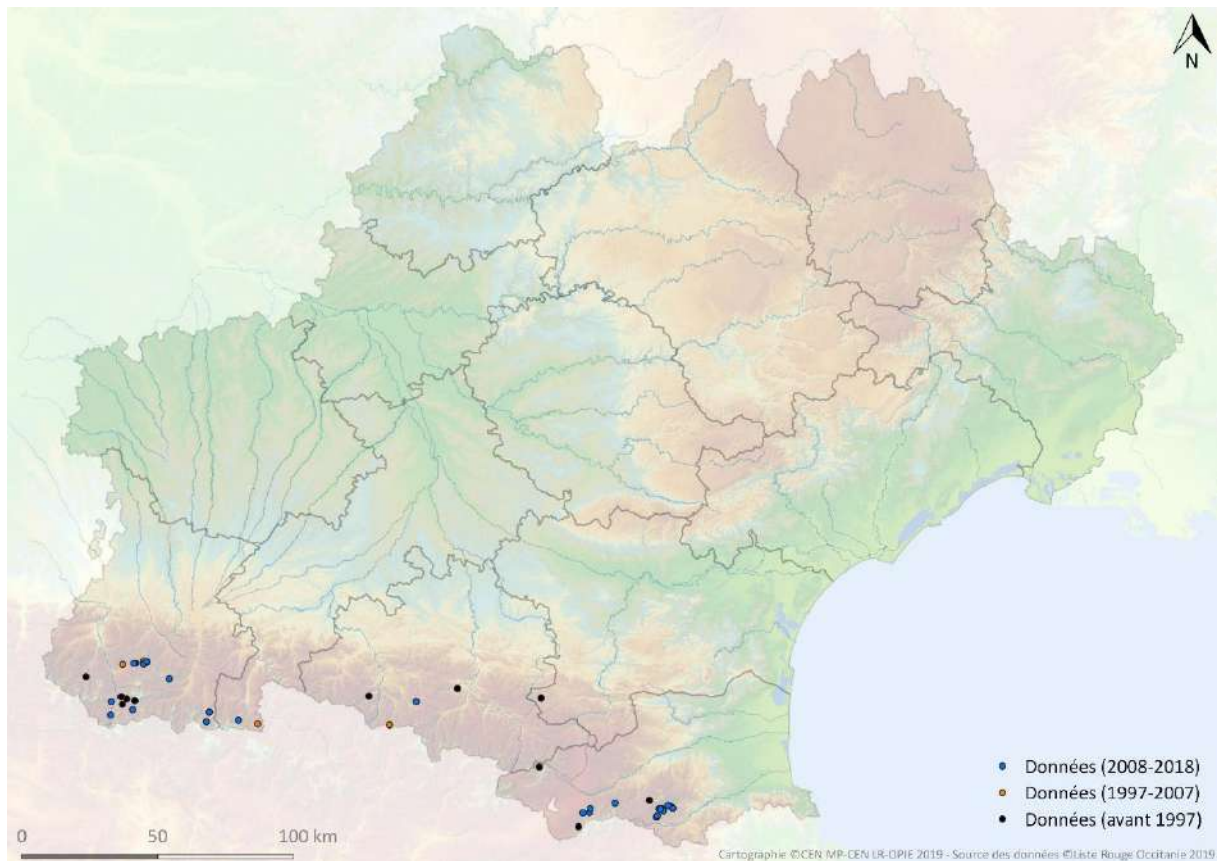 N
Données (2008-2018)
Données (1997-2007)
Données (avant 1997)
0 50 100 km
Cartographie ©CEN MP-CEN LR-OPIE 2019 - Source des données ©Liste Rouge Occitanie 2019